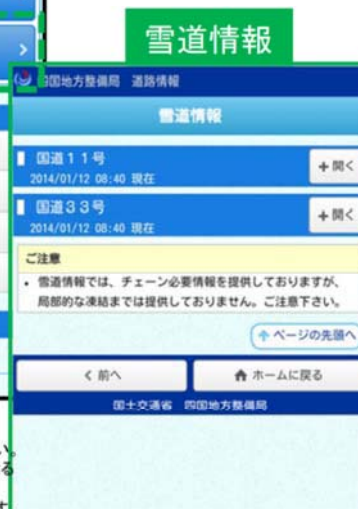 雪道情報
四国地方整備局 道路情報
雪道情報
国道11号
2014/01/12 08:40 現在
+開く
国道33号
2014/01/12 08:40 現在
+開く
ご注意
・ 雪道情報では、チェーン必要情報を提供しておりますが、
局部的な凍結までは提供しておりません。ご注意下さい。
ページの先頭へ
< 前へ
ホームに戻る
国土交通省 四国地方整備局
い。
る